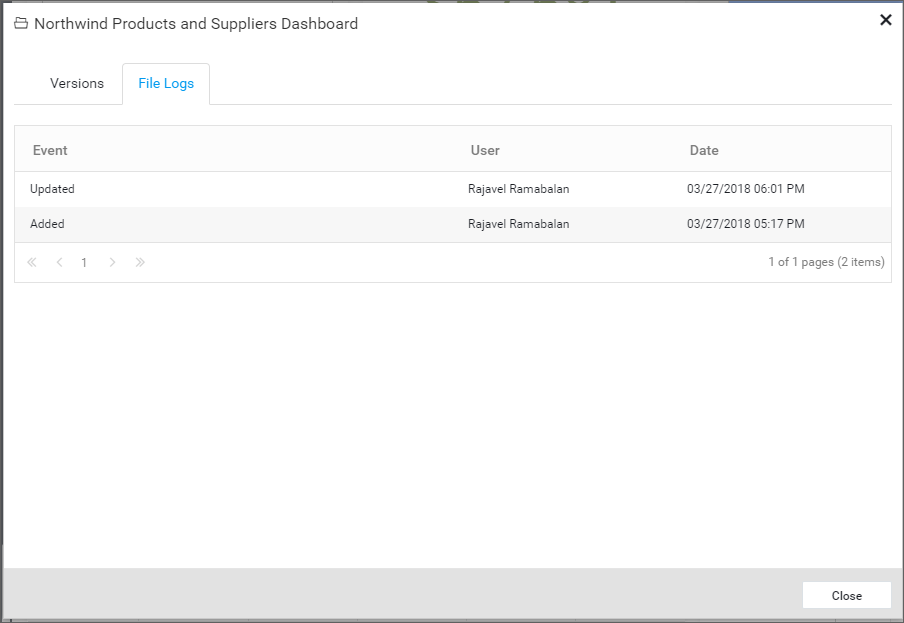 Northwind Products and Suppliers Dashboard
Versions File Logs
Event User Date
Updated Rajavel Ramabalan 03/27/2018 06:01 PM
Added Rajavel Ramabalan 03/27/2018 05:17 PM
1 1 of 1 pages (2 items)
Close